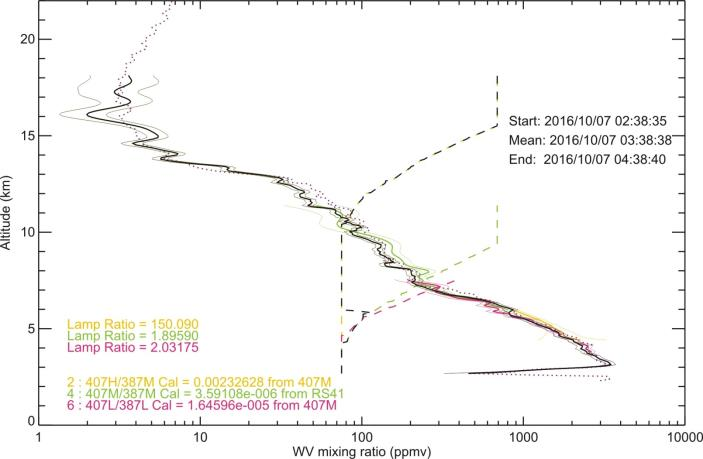 20
15
10
5
0
Altitude (km)
Start: 2016/10/07 02:38:35
Mean: 2016/10/07 03:38:38
End: 2016/10/07 04:38:40
Lamp Ratio = 150.090
Lamp Ratio = 1.89590
Lamp Ratio = 2.03175
2 : 407H/387M Cal = 0.00232628 from 407M
4 : 407M/387M Cal = 3.59108e-006 from RS41
6 : 407L/387L Cal = 1.64596e-005 from 407M
1 10 100 1000 10000
WV mixing ratio (ppmv)